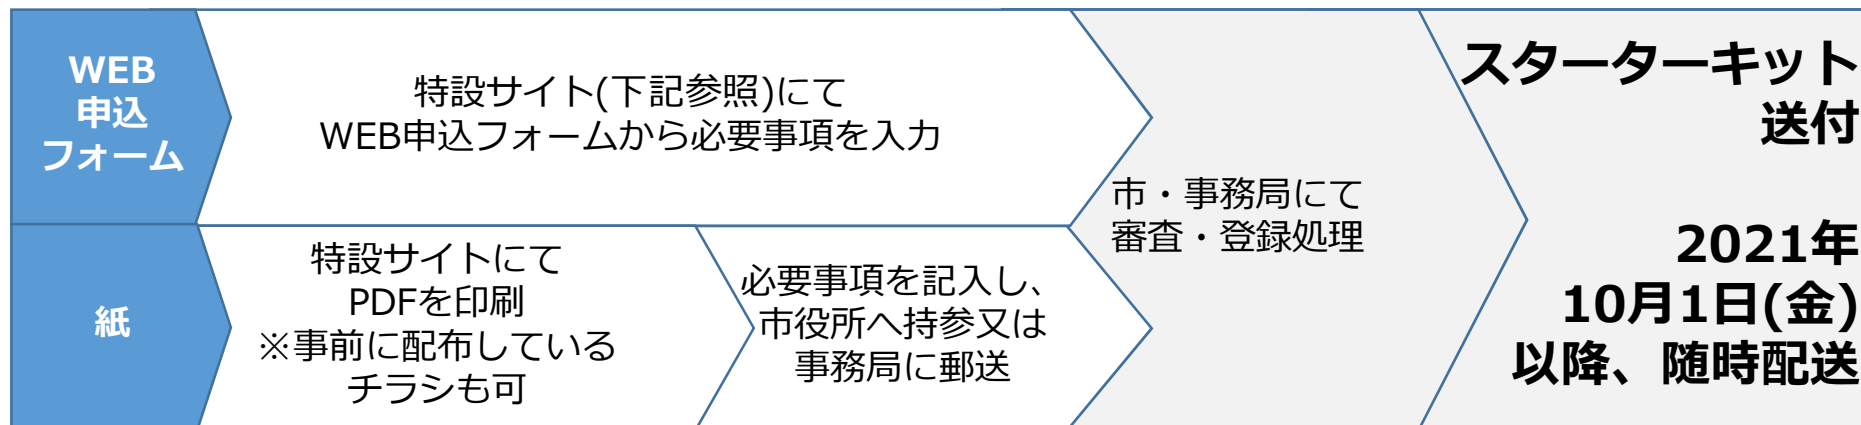 WEB
申込
フォーム
特設サイト(下記参照)にて
WEB申込フォームから必要事項を入力
紙
特設サイトにて
PDFを印刷
※事前に配布している
チラシも可
必要事項を記入し、
市役所へ持参又は
事務局に郵送
市・事務局にて
審査・登録処理
スターターキット
送付
2021年
10月1日(金)
以降、随時配送